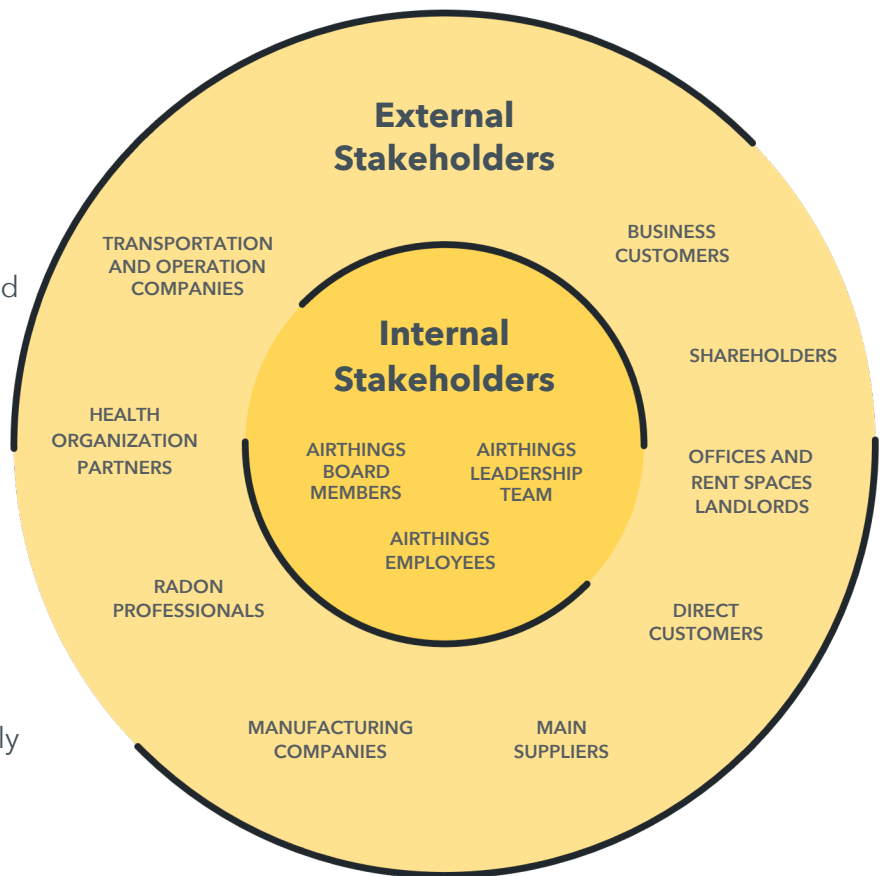 External
Stakeholders
TRANSPORTATION
AND OPERATION
COMPANIES
BUSINESS
CUSTOMERS
SHAREHOLDERS
HEALTH
ORGANIZATION
PARTNERS
Internal
Stakeholders
AIRTHINGS
BOARD
MEMBERS
AIRTHINGS
LEADERSHIP
TEAM
AIRTHINGS
EMPLOYEES
OFFICES AND
RENT SPACES
LANDLORDS
RADON
PROFESSIONALS
DIRECT
CUSTOMERS
MANUFACTURING
COMPANIES
MAIN
SUPPLIERS